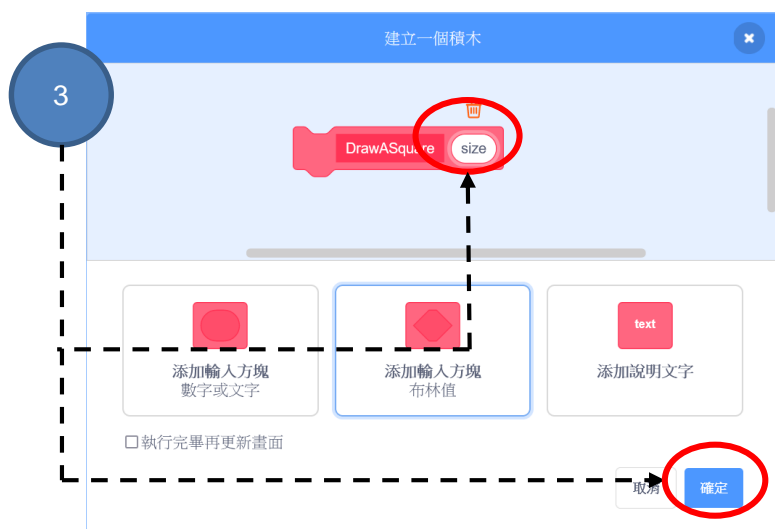 建立一個積木
3
DrawASquare size
text
添加輸入方塊
數字或文字
添加輸入方塊
布林值
添加說明文字
執行完畢再更新畫面
取消
確定